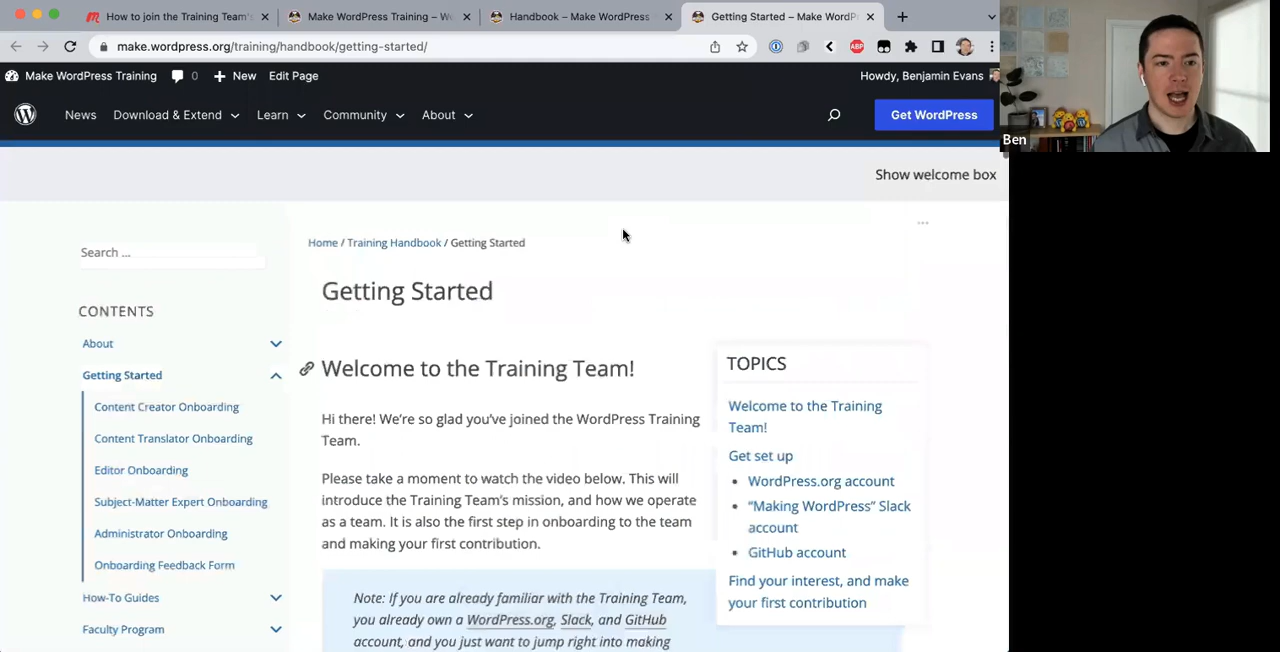 How to join the Training Team'
Make WordPress Training – W
Handbook – Make WordPress
Getting Started – Make WordPr
make.wordpress.org/training/handbook/getting-started/
ABP
Make WordPress Training 0 New Edit Page
Howdy, Benjamin Evans
News Download & Extend Learn Community About
Get WordPress
Ben
Show welcome box
Search ...
Home / Training Handbook / Getting Started
Getting Started
CONTENTS
About
Getting Started
Content Creator Onboarding
Content Translator Onboarding
Editor Onboarding
Subject-Matter Expert Onboarding
Administrator Onboarding
Onboarding Feedback Form
How-To Guides
Faculty Program
Welcome to the Training Team!
Hi there! We're so glad you've joined the WordPress Training
Team.
Please take a moment to watch the video below. This will
introduce the Training Team's mission, and how we operate
as a team. It is also the first step in onboarding to the team
and making your first contribution.
Note: If you are already familiar with the Training Team,
you already own a WordPress.org, Slack, and GitHub
account, and you just want to jump right into making
TOPICS
Welcome to the Training
Team!
Get set up
WordPress.org account
"Making WordPress" Slack
account
GitHub account
Find your interest, and make
your first contribution